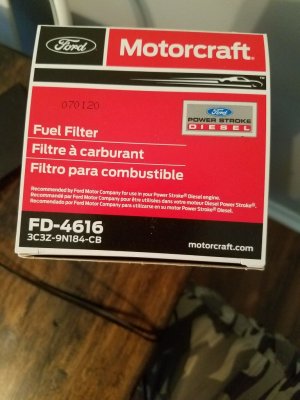 Ford
Motorcraft®
™
070120
Ford
POWER STROKE
DIESEL
Fuel Filter
Filtre à carburant
Filtro para combustible
Recommended by Ford Motor Company for use in your Power Stroke® Diesel engine.
Recommandé par Ford Motor Company pour être utilisées dans votre moteur Diesel Power Stroke®.
Recomendado por Ford Motor Company para utilizarse en su motor Power Stroke® Diesel.
FD-4616
3C3Z-9N184-CB
motorcraft.com